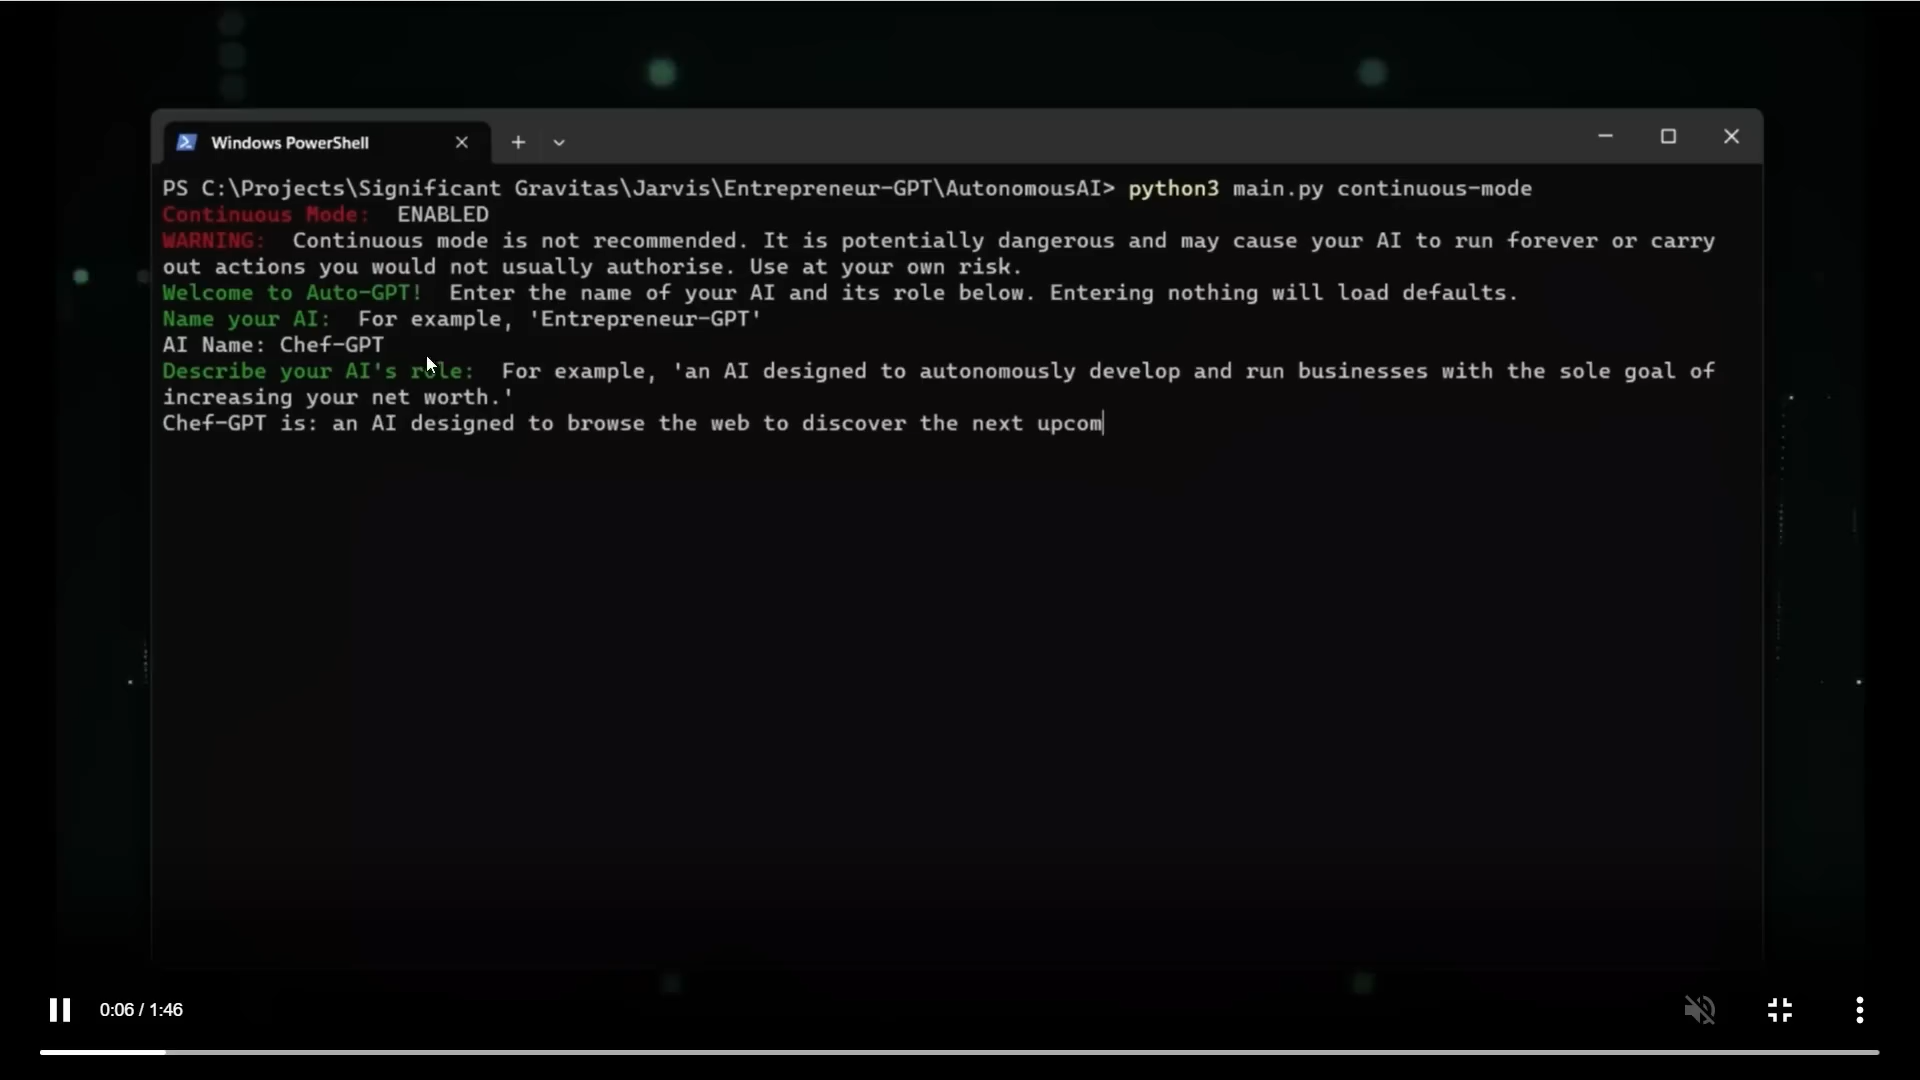 Windows PowerShell
PS C:\Projects\Significant Gravitas\Jarvis\Entrepreneur-GPT\AutonomousAI> python3 main.py continuous-mode
Continuous Mode: ENABLED
WARNING: Continuous mode is not recommended. It is potentially dangerous and may cause your AI to run forever or carry
out actions you would not usually authorise. Use at your own risk.
Welcome to Auto-GPT! Enter the name of your AI and its role below. Entering nothing will load defaults.
Name your AI: For example, 'Entrepreneur-GPT'
AI Name: Chef-GPT
Describe your AI's role: For example, 'an AI designed to autonomously develop and run businesses with the sole goal of
increasing your net worth.'
Chef-GPT is: an AI designed to browse the web to discover the next upcom
0:06 / 1:46